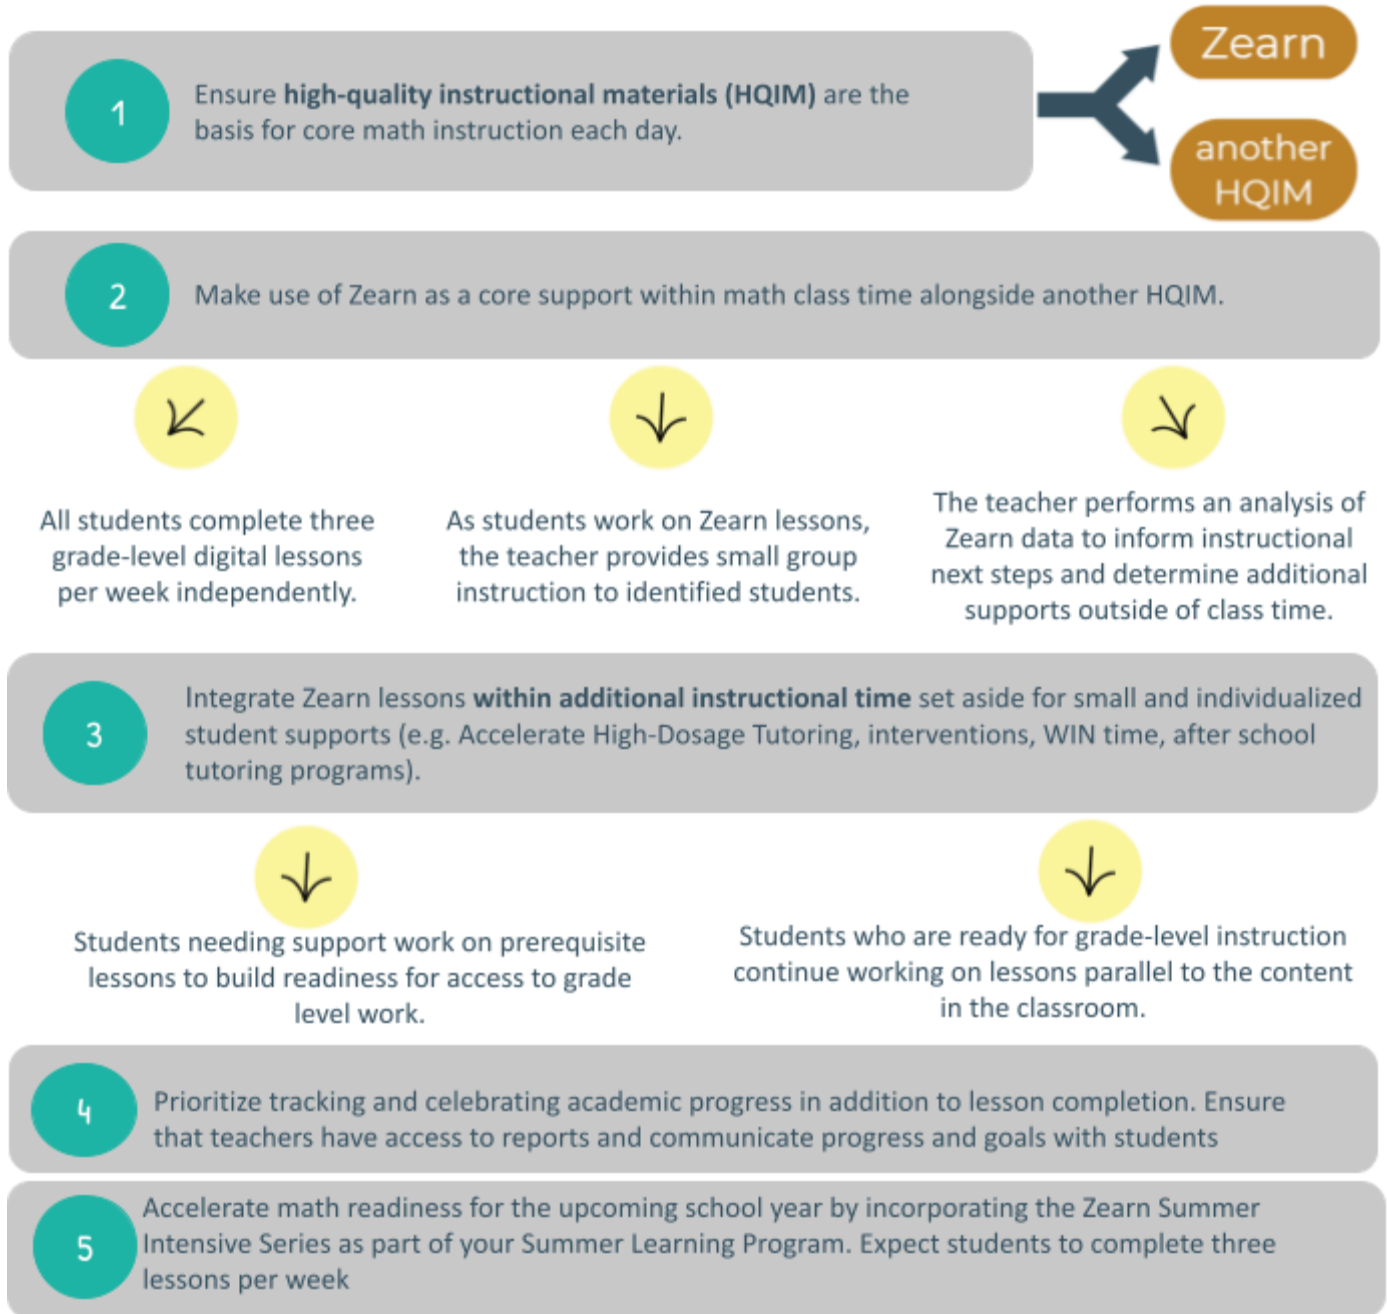 Zearn
1
Ensure high-quality instructional materials (HQIM) are the
basis for core math instruction each day.
another
HQIM
2
Make use of Zearn as a core support within math class time alongside another HQIM.
All students complete three
grade-level digital lessons
per week independently.
As students work on Zearn lessons,
the teacher provides small group
instruction to identified students.
The teacher performs an analysis of
Zearn data to inform instructional
next steps and determine additional
supports outside of class time.
3
Integrate Zearn lessons within additional instructional time set aside for small and individualized
student supports (e.g. Accelerate High-Dosage Tutoring, interventions, WIN time, after school
tutoring programs).
Students needing support work on prerequisite
lessons to build readiness for access to grade
level work.
Students who are ready for grade-level instruction
continue working on lessons parallel to the content
in the classroom.
4
Prioritize tracking and celebrating academic progress in addition to lesson completion. Ensure
that teachers have access to reports and communicate progress and goals with students
5
Accelerate math readiness for the upcoming school year by incorporating the Zearn Summer
Intensive Series as part of your Summer Learning Program. Expect students to complete three
lessons per week